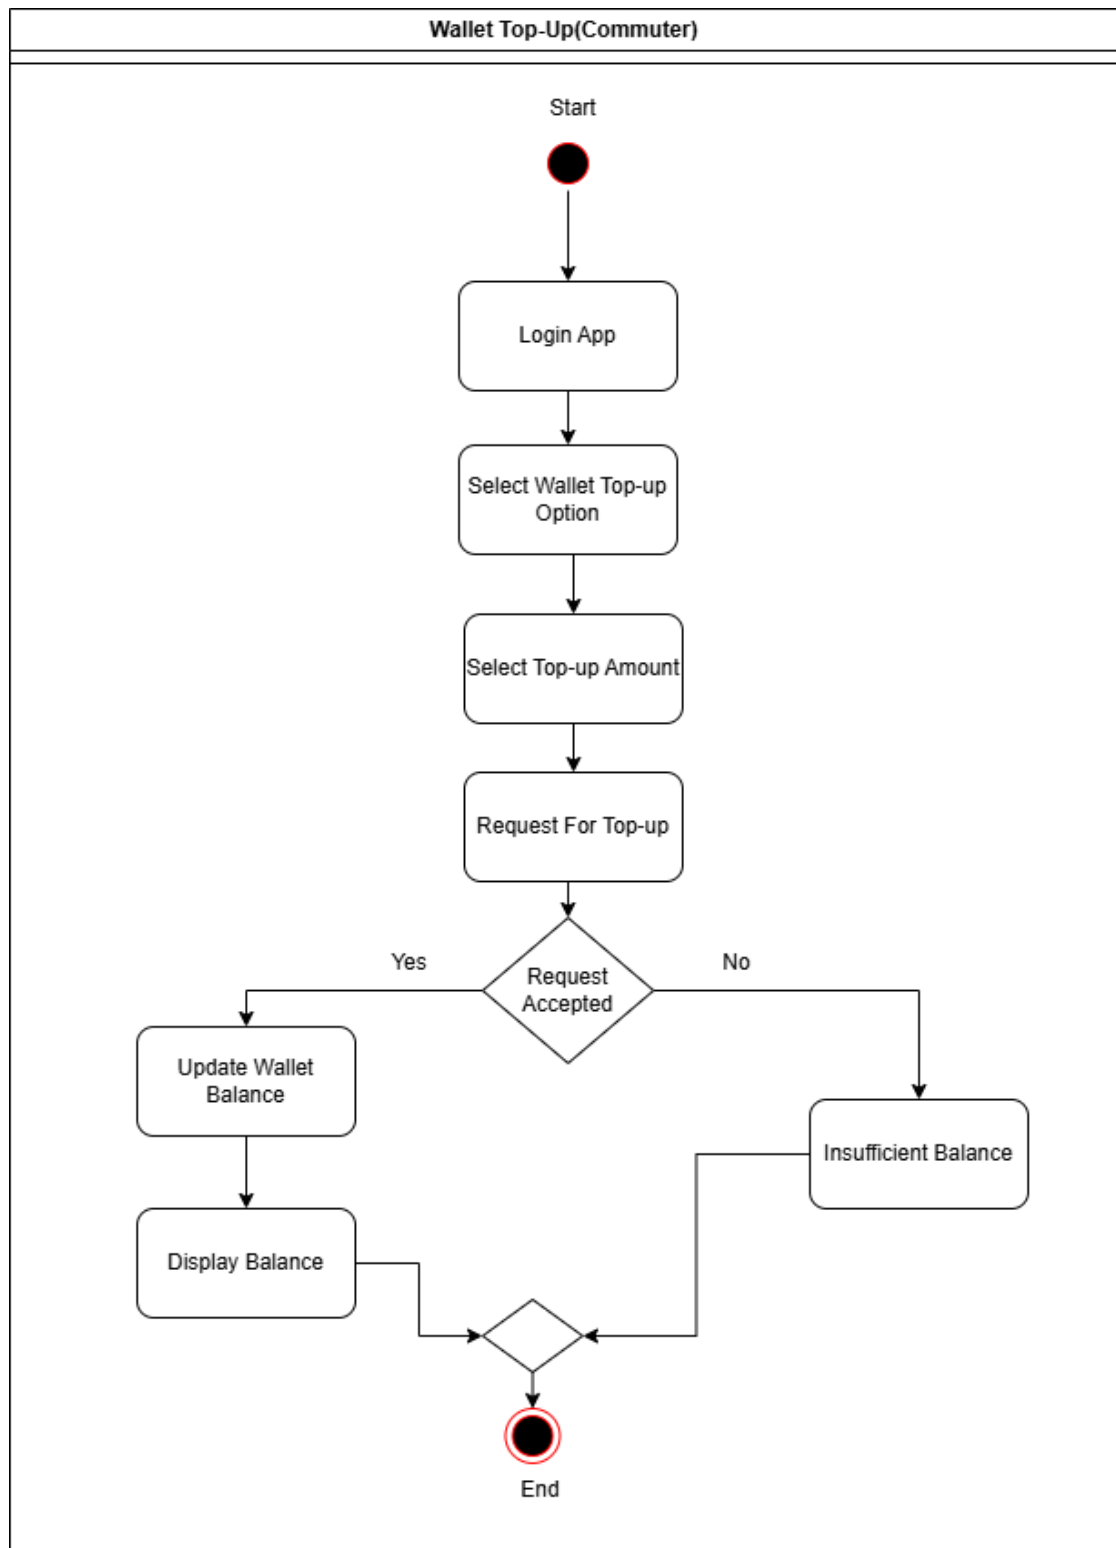 Wallet Top-Up(Commuter)
Start
Login App
Select Wallet Top-up
Option
Select Top-up Amount
Request For Top-up
Yes
Request
Accepted
No
Update Wallet
Balance
Insufficient Balance
Display Balance
End